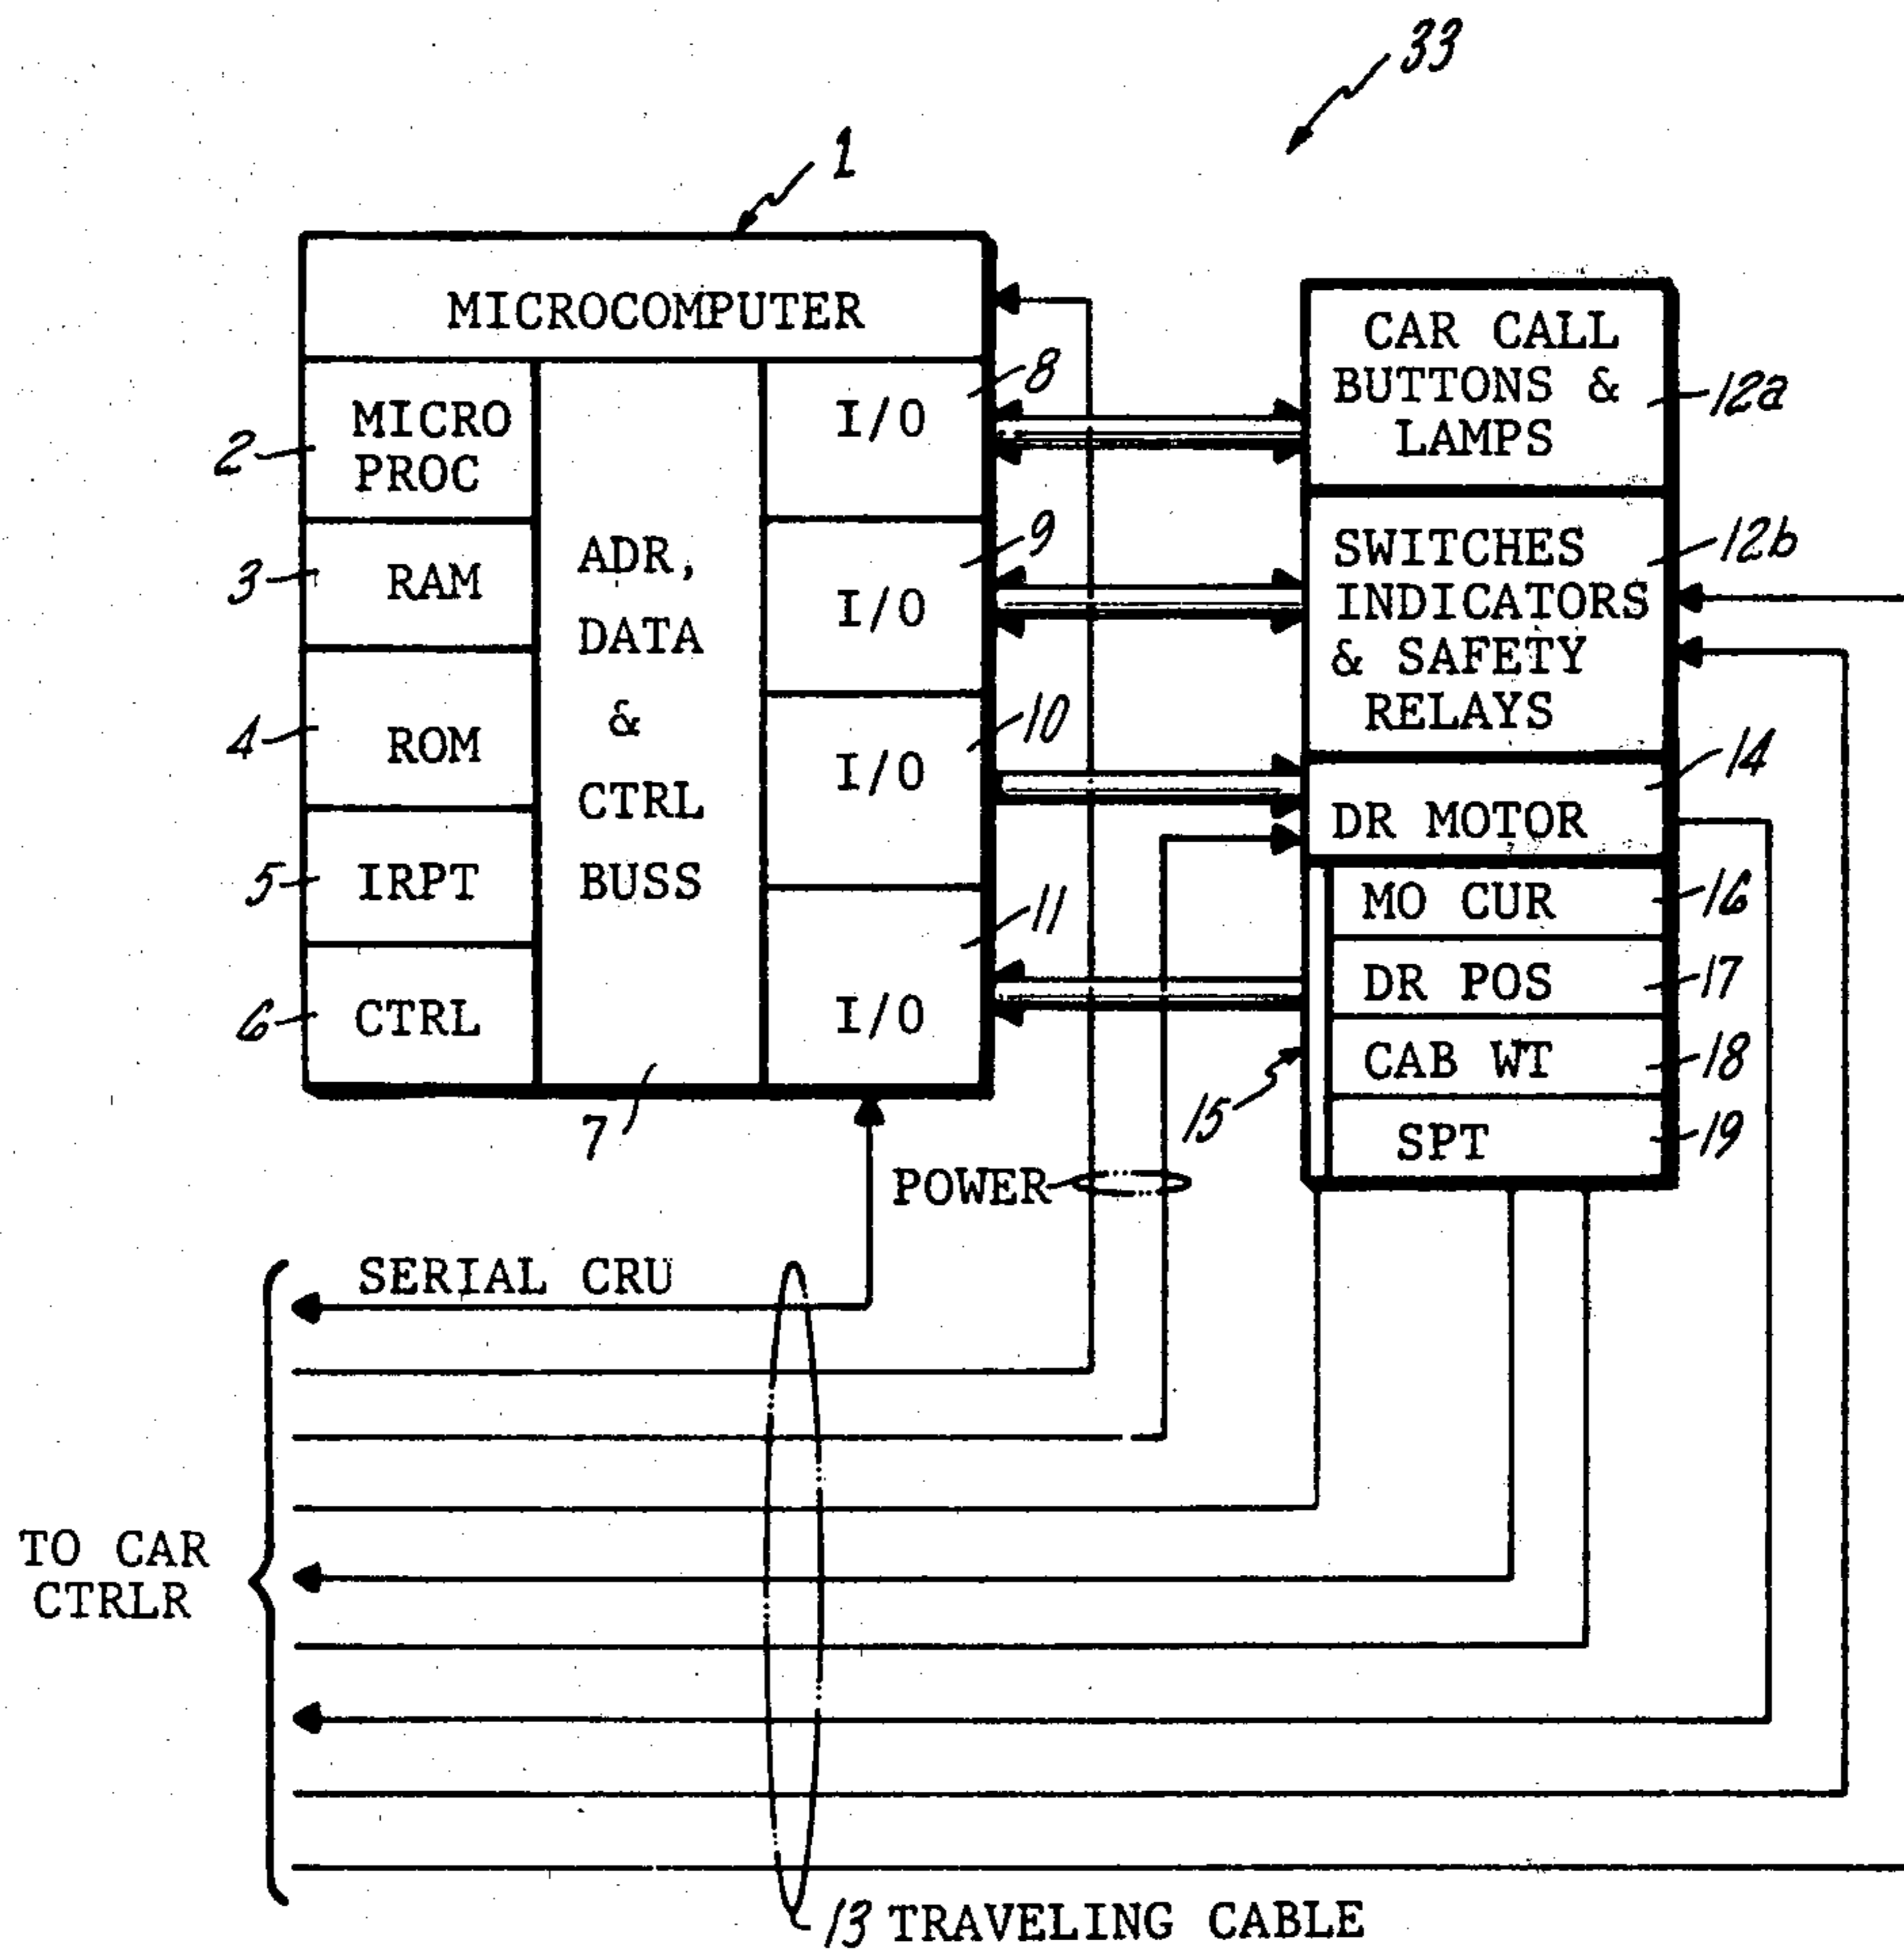 33
1
MICROCOMPUTER
2
MICRO
PROC
3
RAM
4
ROM
5
IRPT
6
CTRL
ADR,
DATA
&
CTRL
BUSS
7
8
I/O
9
I/O
10
I/O
11
I/O
CAR CALL
BUTTONS &
LAMPS
12a
SWITCHES
INDICATORS
& SAFETY
RELAYS
12b
DR MOTOR
14
15
MO CUR
16
DR POS
17
CAB WT
18
SPT
19
POWER
SERIAL CRU
TO CAR
CTRLR
13 TRAVELING CABLE